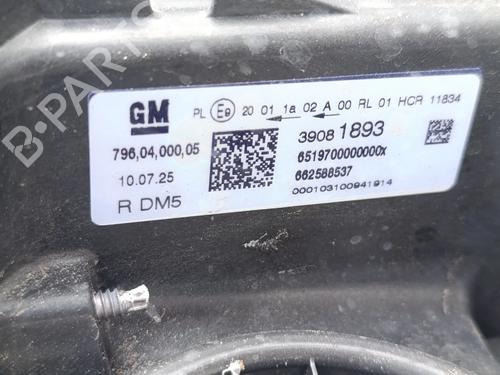 GM
PL E9 20 01 1a 02 A 00 RL 01 HCR 11834
796,04,000,05
39081893
6519700000000X
10.07.25
662588537
R DM5
000103100941914
B-PARTS